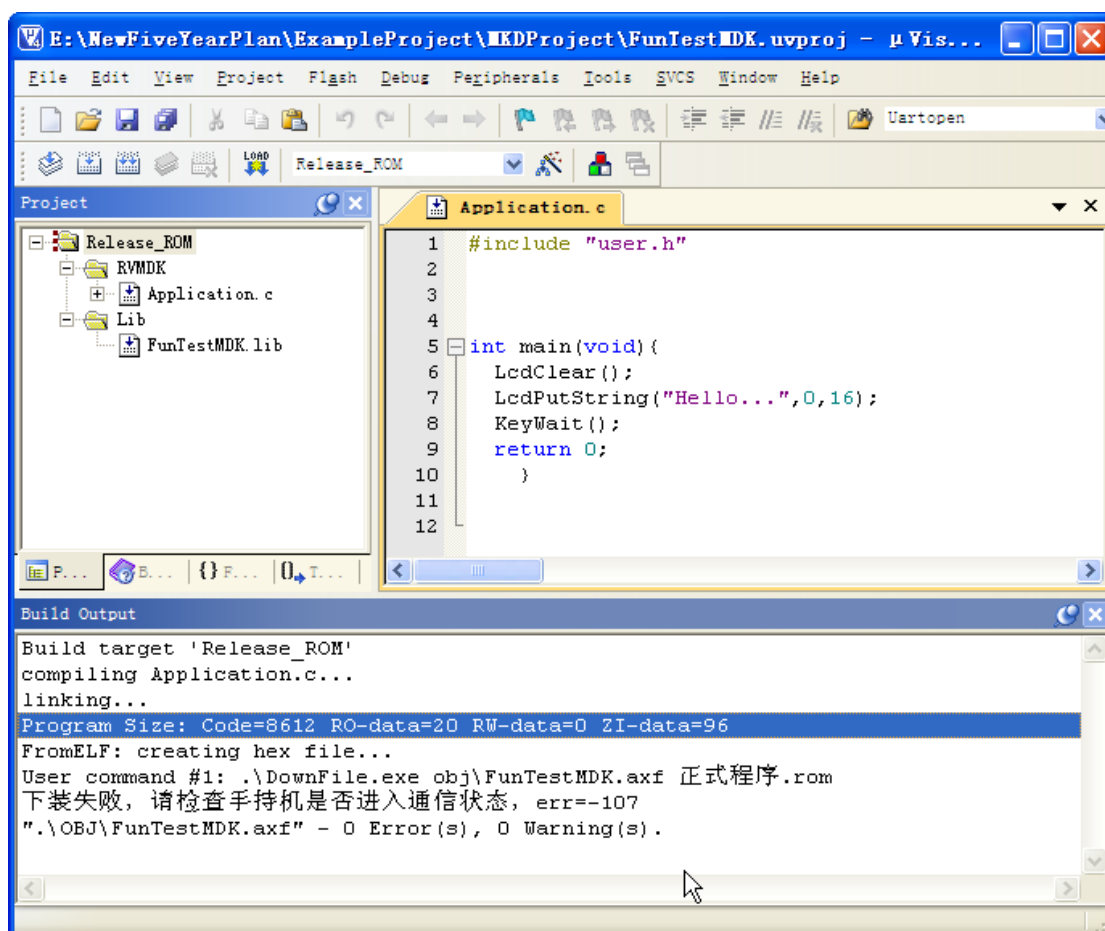 E:\NewFiveYearPlan\ExampleProject\MKDProject\FunTestMDK.uvproj - µVis...
File Edit View Project Flash Debug Peripherals Tools SVCS Window Help
Uartopen
LOAD Release_ROM
Project
Release_ROM
RVMDK
Application.c
Lib
FunTestMDK.lib
P... B... {} F... 0 T...
Application.c
1 #include "user.h"
2
3
4
5 int main(void){
6 LcdClear();
7 LcdPutString("Hello...",0,16);
8 KeyWait();
9 return 0;
10 }
11
12
Build Output
Build target 'Release_ROM'
compiling Application.c...
linking...
Program Size: Code=8612 RO-data=20 RW-data=0 ZI-data=96
FromELF: creating hex file...
User command #1: .\DownFile.exe obj\FunTestMDK.axf 正式程序.rom
下装失败，请检查手持机是否进入通信状态，err=-107
".\OBJ\FunTestMDK.axf" - 0 Error(s), 0 Warning(s).